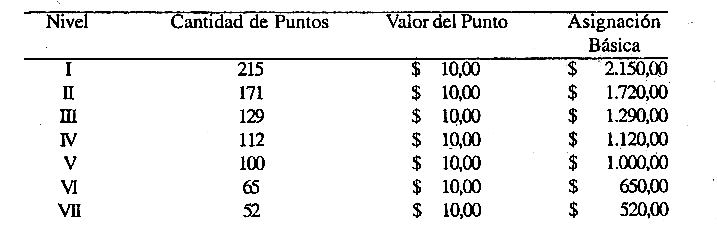 Nivel Cantidad de Puntos Valor del Punto Asignación
Básica
I 215 $ 10,00 $ 2.150,00
II 171 $ 10,00 $ 1.720,00
III 129 $ 10,00 $ 1.290,00
IV 112 $ 10,00 $ 1.120,00
V 100 $ 10,00 $ 1.000,00
VI 65 $ 10,00 $ 650,00
VII 52 $ 10,00 $ 520,00